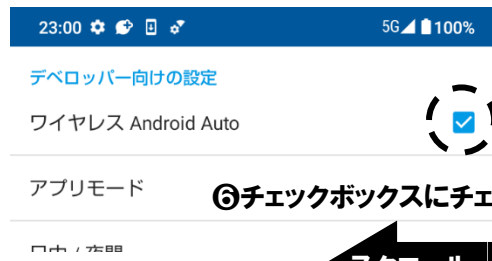 23:00 5G 100%
デベロッパー向けの設定
ワイヤレス Android Auto
アプリモード
⑥チェックボックスにチェ